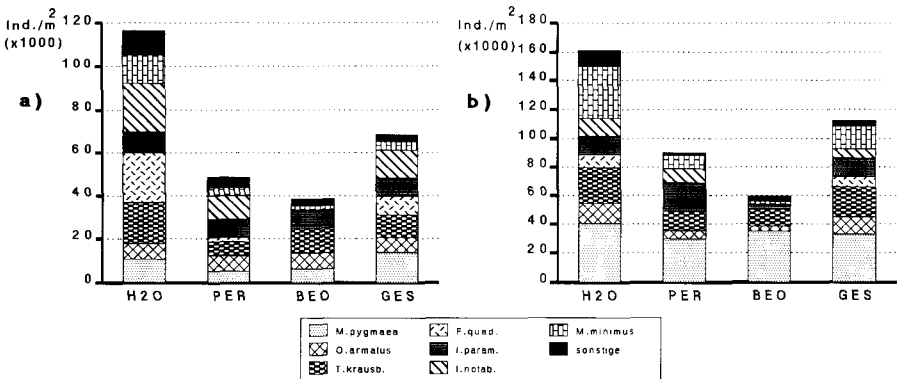 Ind./m2
(x1000)
a)
120
100
80
60
40
20
0
H2O PER BEO GES
Ind./m2
(x1000)
b)
180
160
140
120
100
80
60
40
20
0
H2O PER BEO GES
M.pygmaea F.quad. M.minimus
O.armatus I.param. sonstige
T.krausb. I.notab.